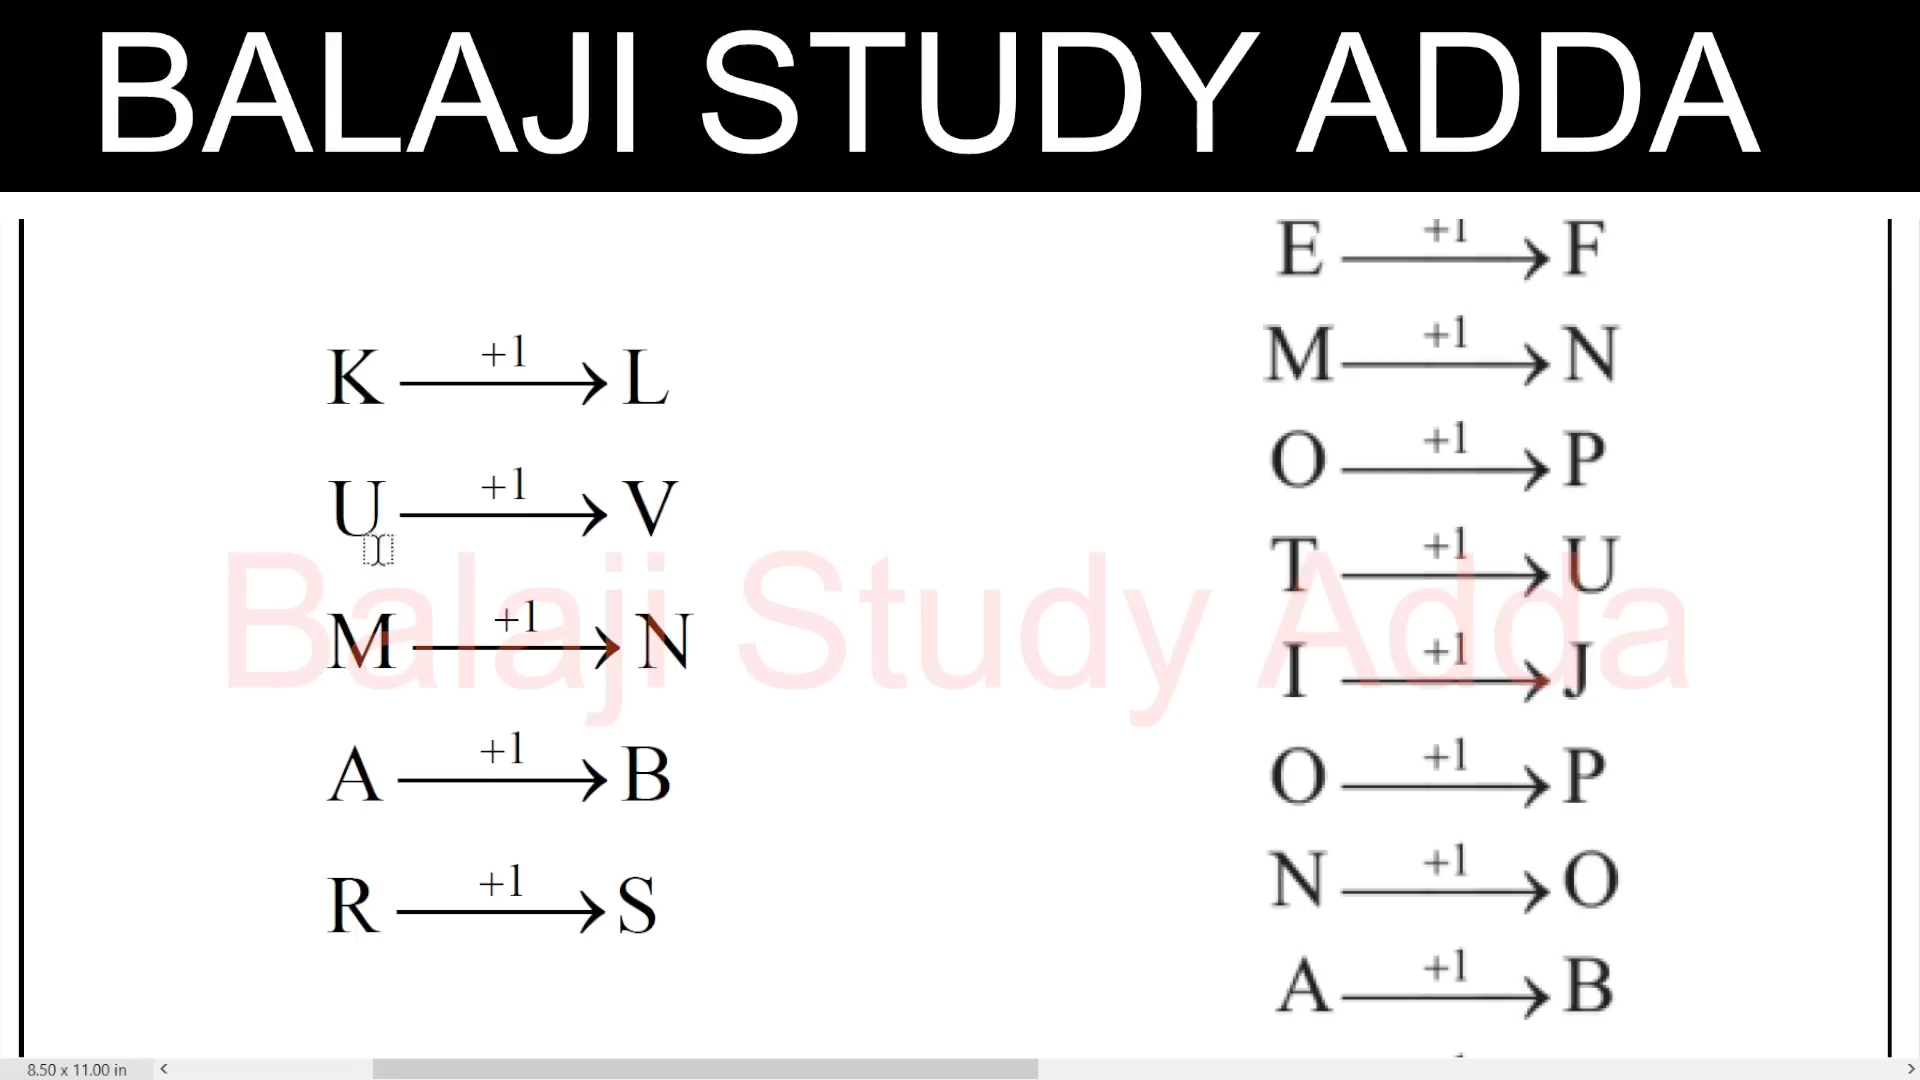 BALAJI STUDY ADDA
K +1 L
U +1 V
M +1 N
A +1 B
R +1 S
E +1 F
M +1 N
O +1 P
T +1 U
I +1 J
O +1 P
N +1 O
A +1 B
Balaji Study Adda
8.50 x 11.00 in